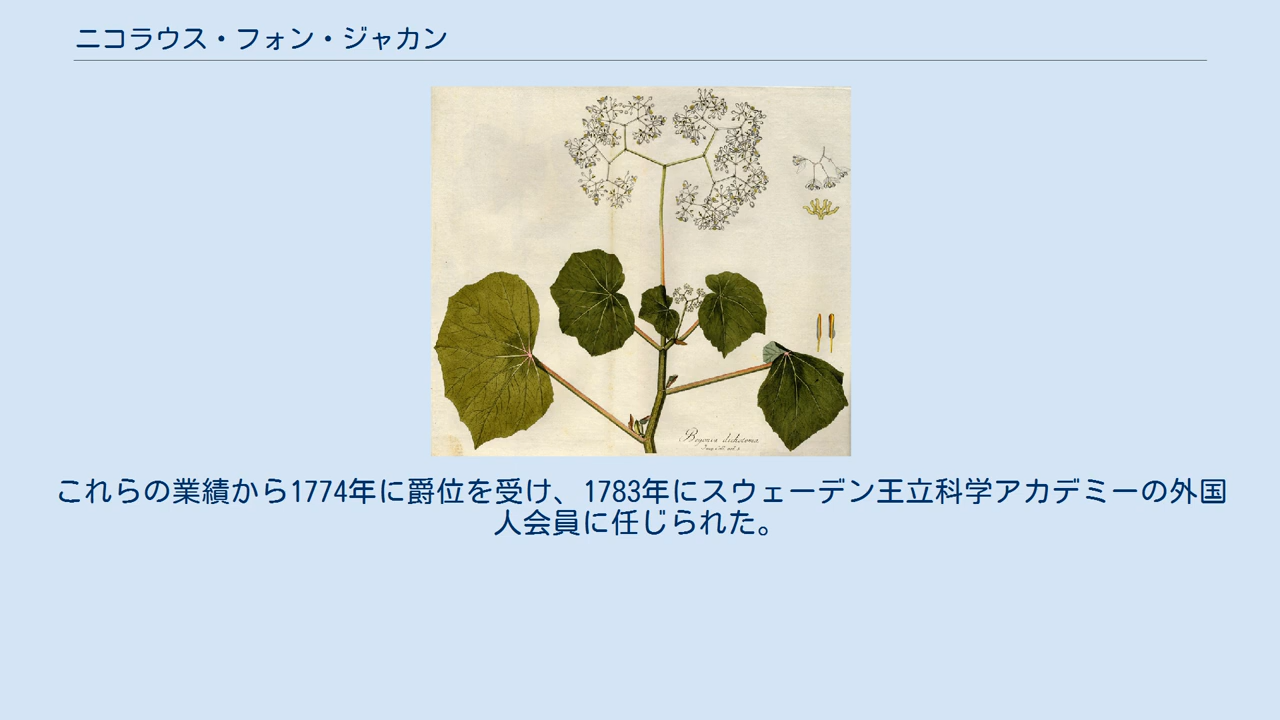 ニコラウス・フォン・ジャカン
Begonia dichotoma
これらの業績から1774年に爵位を受け、1783年にスウェーデン王立科学アカデミーの外国
人会員に任じられた。